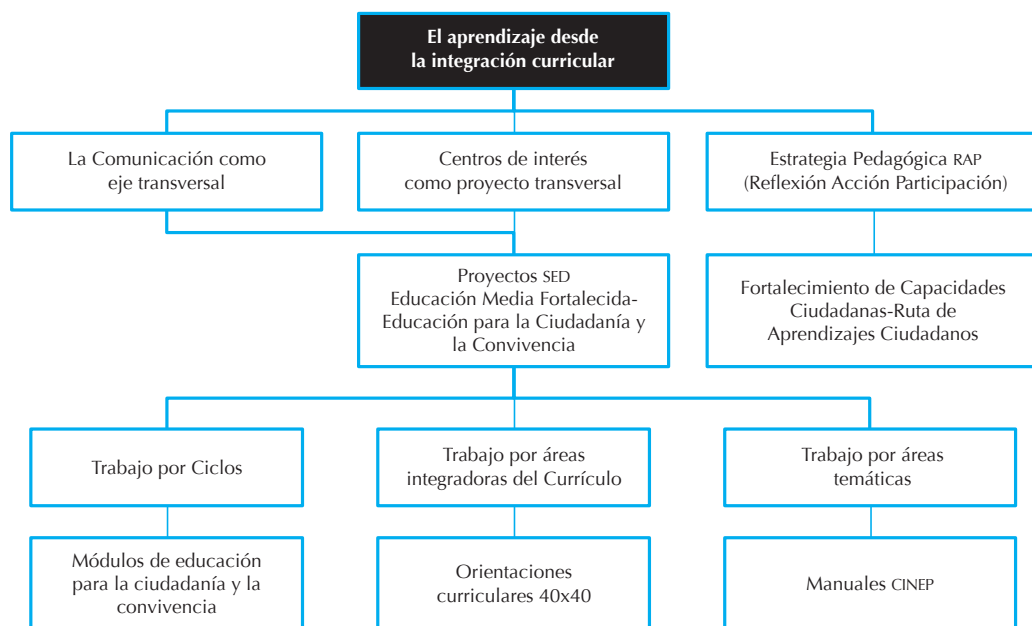 El aprendizaje desde
la integración curricular
La Comunicación como
eje transversal
Centros de interés
como proyecto transversal
Estrategia Pedagógica RAP
(Reflexión Acción Participación)
Proyectos SED
Educación Media Fortalecida-
Educación para la Ciudadanía y
la Convivencia
Fortalecimiento de Capacidades
Ciudadanas-Ruta de
Aprendizajes Ciudadanos
Trabajo por Ciclos
Trabajo por áreas
integradoras del Currículo
Trabajo por áreas
temáticas
Módulos de educación
para la ciudadanía y la
convivencia
Orientaciones
curriculares 40x40
Manuales CINEP